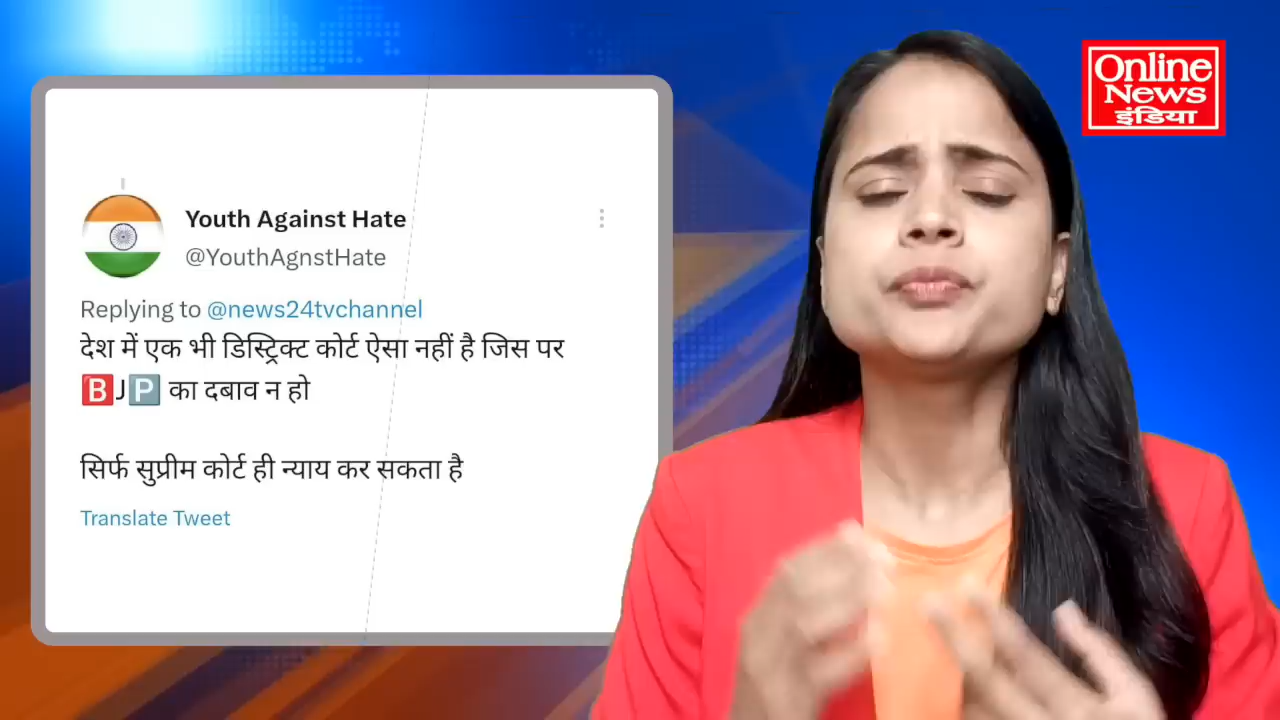 Youth Against Hate
@YouthAgnstHate
Replying to @news24tvchannel
देश में एक भी डिस्ट्रिक्ट कोर्ट ऐसा नहीं है जिस पर
🅱️J🅿️ का दबाव न हो
सिर्फ सुप्रीम कोर्ट ही न्याय कर सकता है
Translate Tweet
Online
News
इंडिया